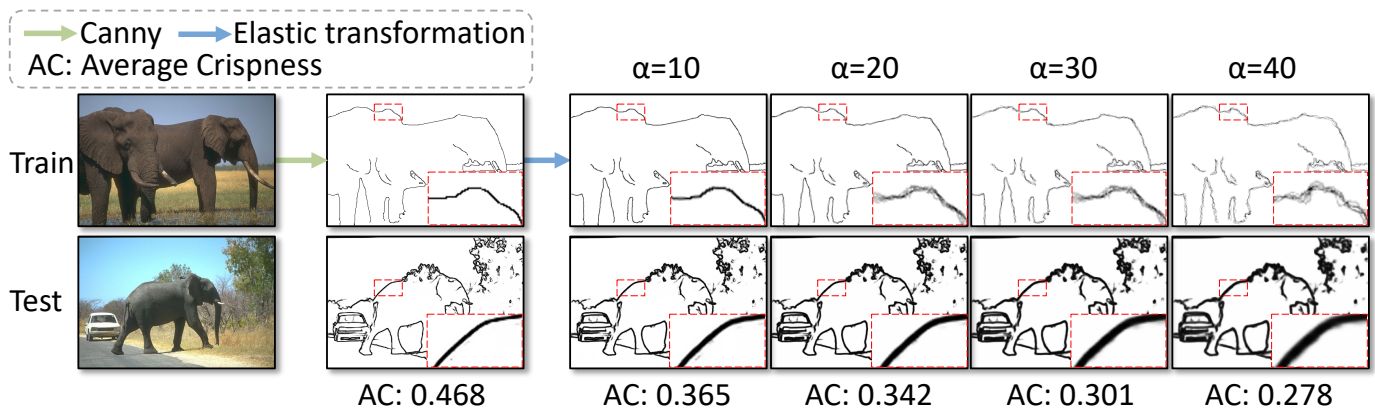 Canny Elastic transformation
AC: Average Crispness
α=10 α=20 α=30 α=40
Train
Test
AC: 0.468 AC: 0.365 AC: 0.342 AC: 0.301 AC: 0.278